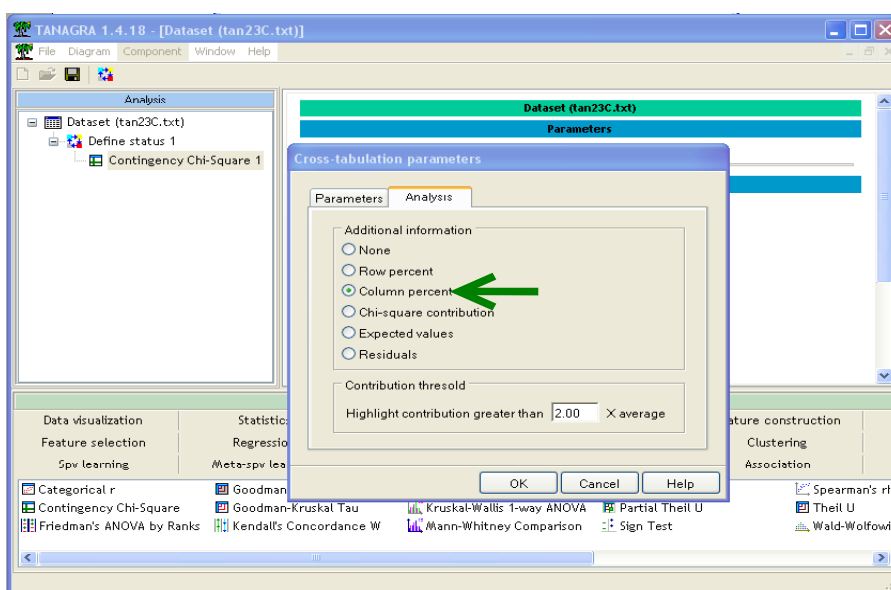 TANAGRA 1.4.18 - [Dataset (tan23C.txt)]
File Diagram Component Window Help
Analysis
Dataset (tan23C.txt)
Define status 1
Contingency Chi-Square 1
Dataset (tan23C.txt)
Parameters
Cross-tabulation parameters
Parameters Analysis
Additional information
None
Row percent
Column percent
Chi-square contribution
Expected values
Residuals
Contribution thresold
Highlight contribution greater than 2.00 X average
OK Cancel Help
Data visualization Statistic ature construction
Feature selection Regressio Clustering
Spv learning Meta-spv lea Association
Categorical r Goodman Spearman's rh
Contingency Chi-Square Goodman-Kruskal Tau Kruskal-Wallis 1-way ANOVA Partial Theil U Theil U
Friedman's ANOVA by Ranks Kendall's Concordance W Mann-Whitney Comparison Sign Test Wald-Wolfowi